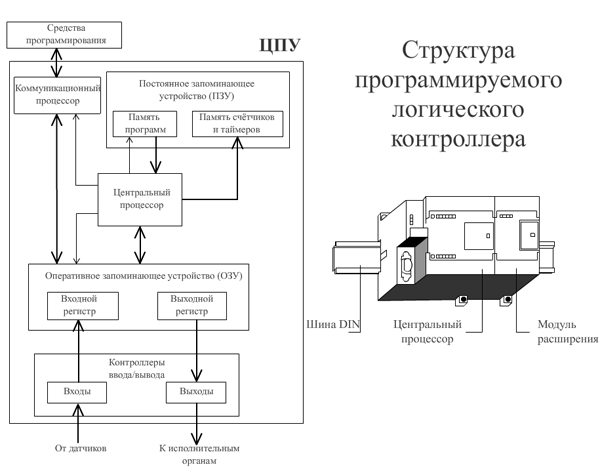 Средства
программирования
ЦПУ
Структура
программируемого
логического
контроллера
Коммуникационный
процессор
Постоянное запоминающее
устройство (ПЗУ)
Память
программ
Память счётчиков
и таймеров
Центральный
процессор
Оперативное запоминающее устройство (ОЗУ)
Входной
регистр
Выходной
регистр
Контроллеры
ввода/вывода
Входы
Выходы
От датчиков
К исполнительным
органам
Шина DIN
Центральный
процессор
Модуль
расширения